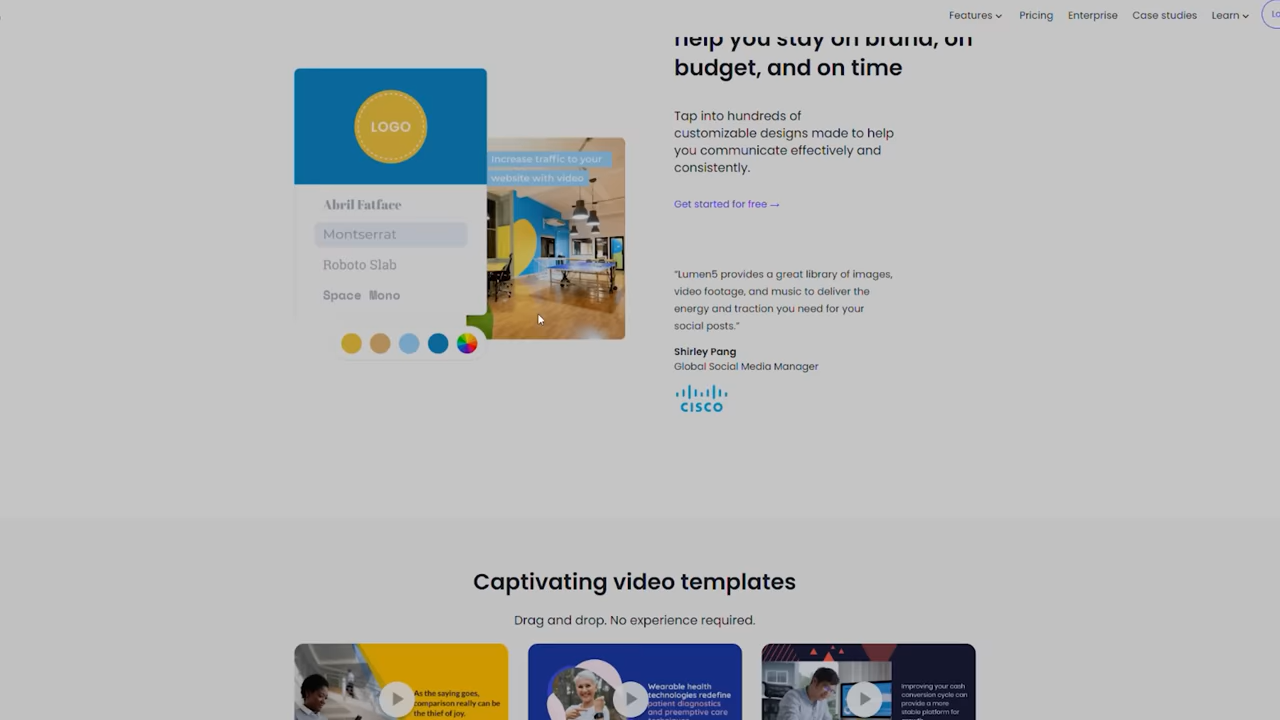 Features
Pricing
Enterprise
Case studies
Learn
help you stay on brand, on
budget, and on time
LOGO
Abril Fatface
Montserrat
Roboto Slab
Space Mono
Increase traffic to your
website with video
Tap into hundreds of
customizable designs made to help
you communicate effectively and
consistently.
Get started for free →
“Lumen5 provides a great library of images,
video footage, and music to deliver the
energy and traction you need for your
social posts.”
Shirley Pang
Global Social Media Manager
CISCO
Captivating video templates
Drag and drop. No experience required.
As the saying goes,
comparison really can be
the thief of joy.
Wearable health
technologies redefine
patient diagnostics
and preemptive care
Improving your cash
conversion cycle can
provide a more
stable platform for